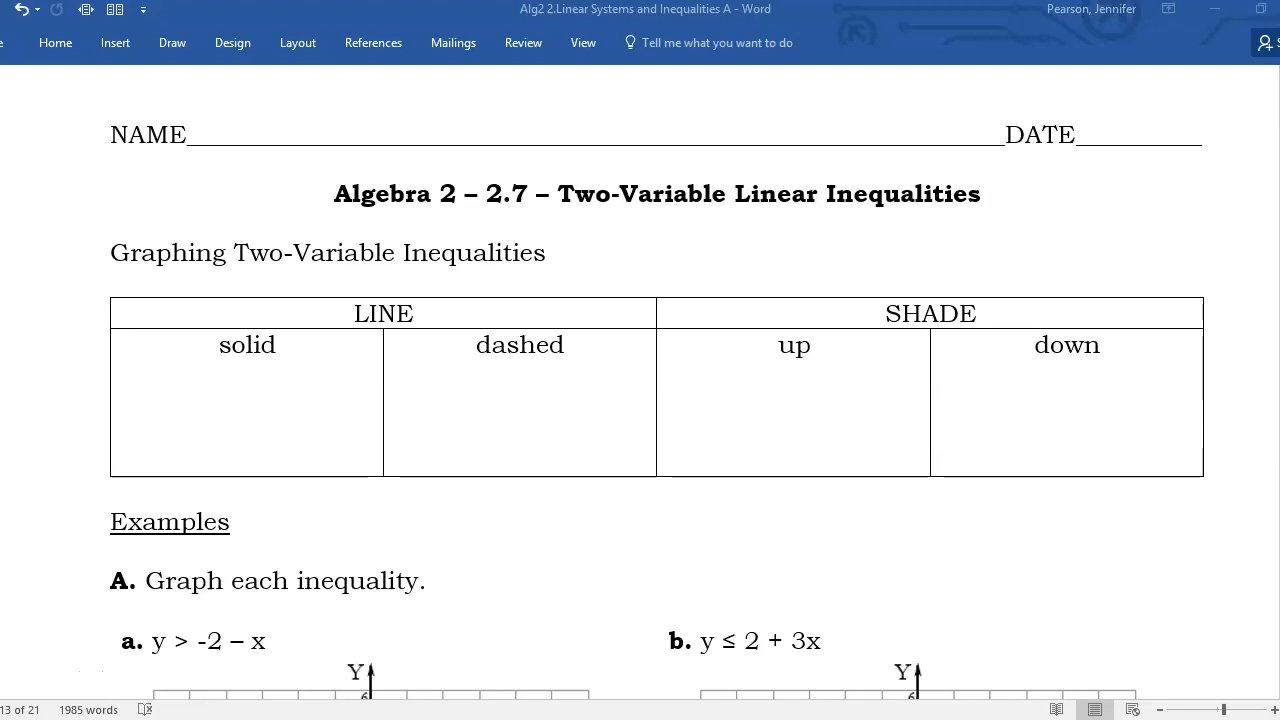 Alg2 2.Linear Systems and Inequalities A - Word
Pearson, Jennifer
Home Insert Draw Design Layout References Mailings Review View Tell me what you want to do
NAME DATE
Algebra 2 – 2.7 – Two-Variable Linear Inequalities
Graphing Two-Variable Inequalities
LINE SHADE
solid dashed up down
Examples
A. Graph each inequality.
a. y > -2 – x b. y ≤ 2 + 3x
Y Y
6 6
13 of 21 1985 words